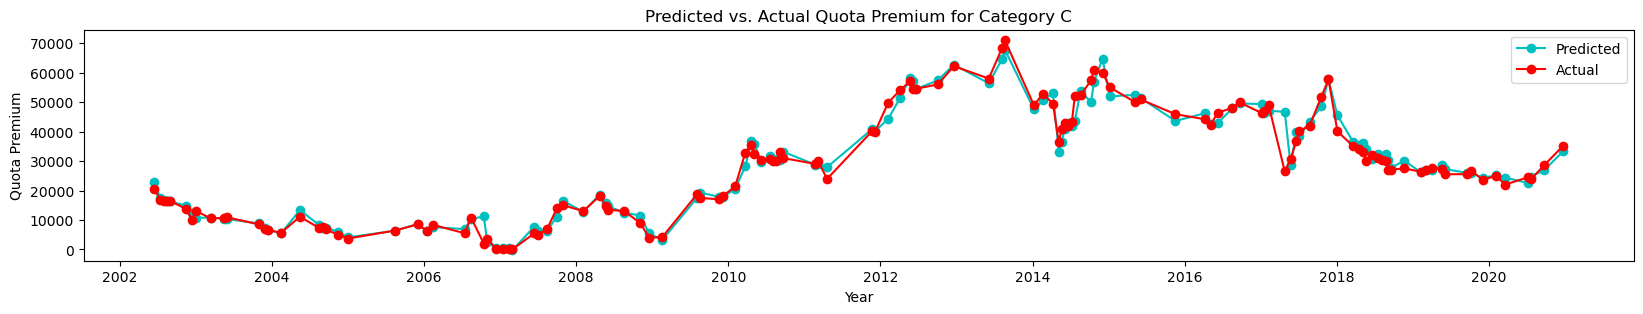 Predicted vs. Actual Quota Premium for Category C
70000
60000
50000
40000
30000
20000
10000
0
Quota Premium
Predicted
Actual
2002 2004 2006 2008 2010 2012 2014 2016 2018 2020
Year